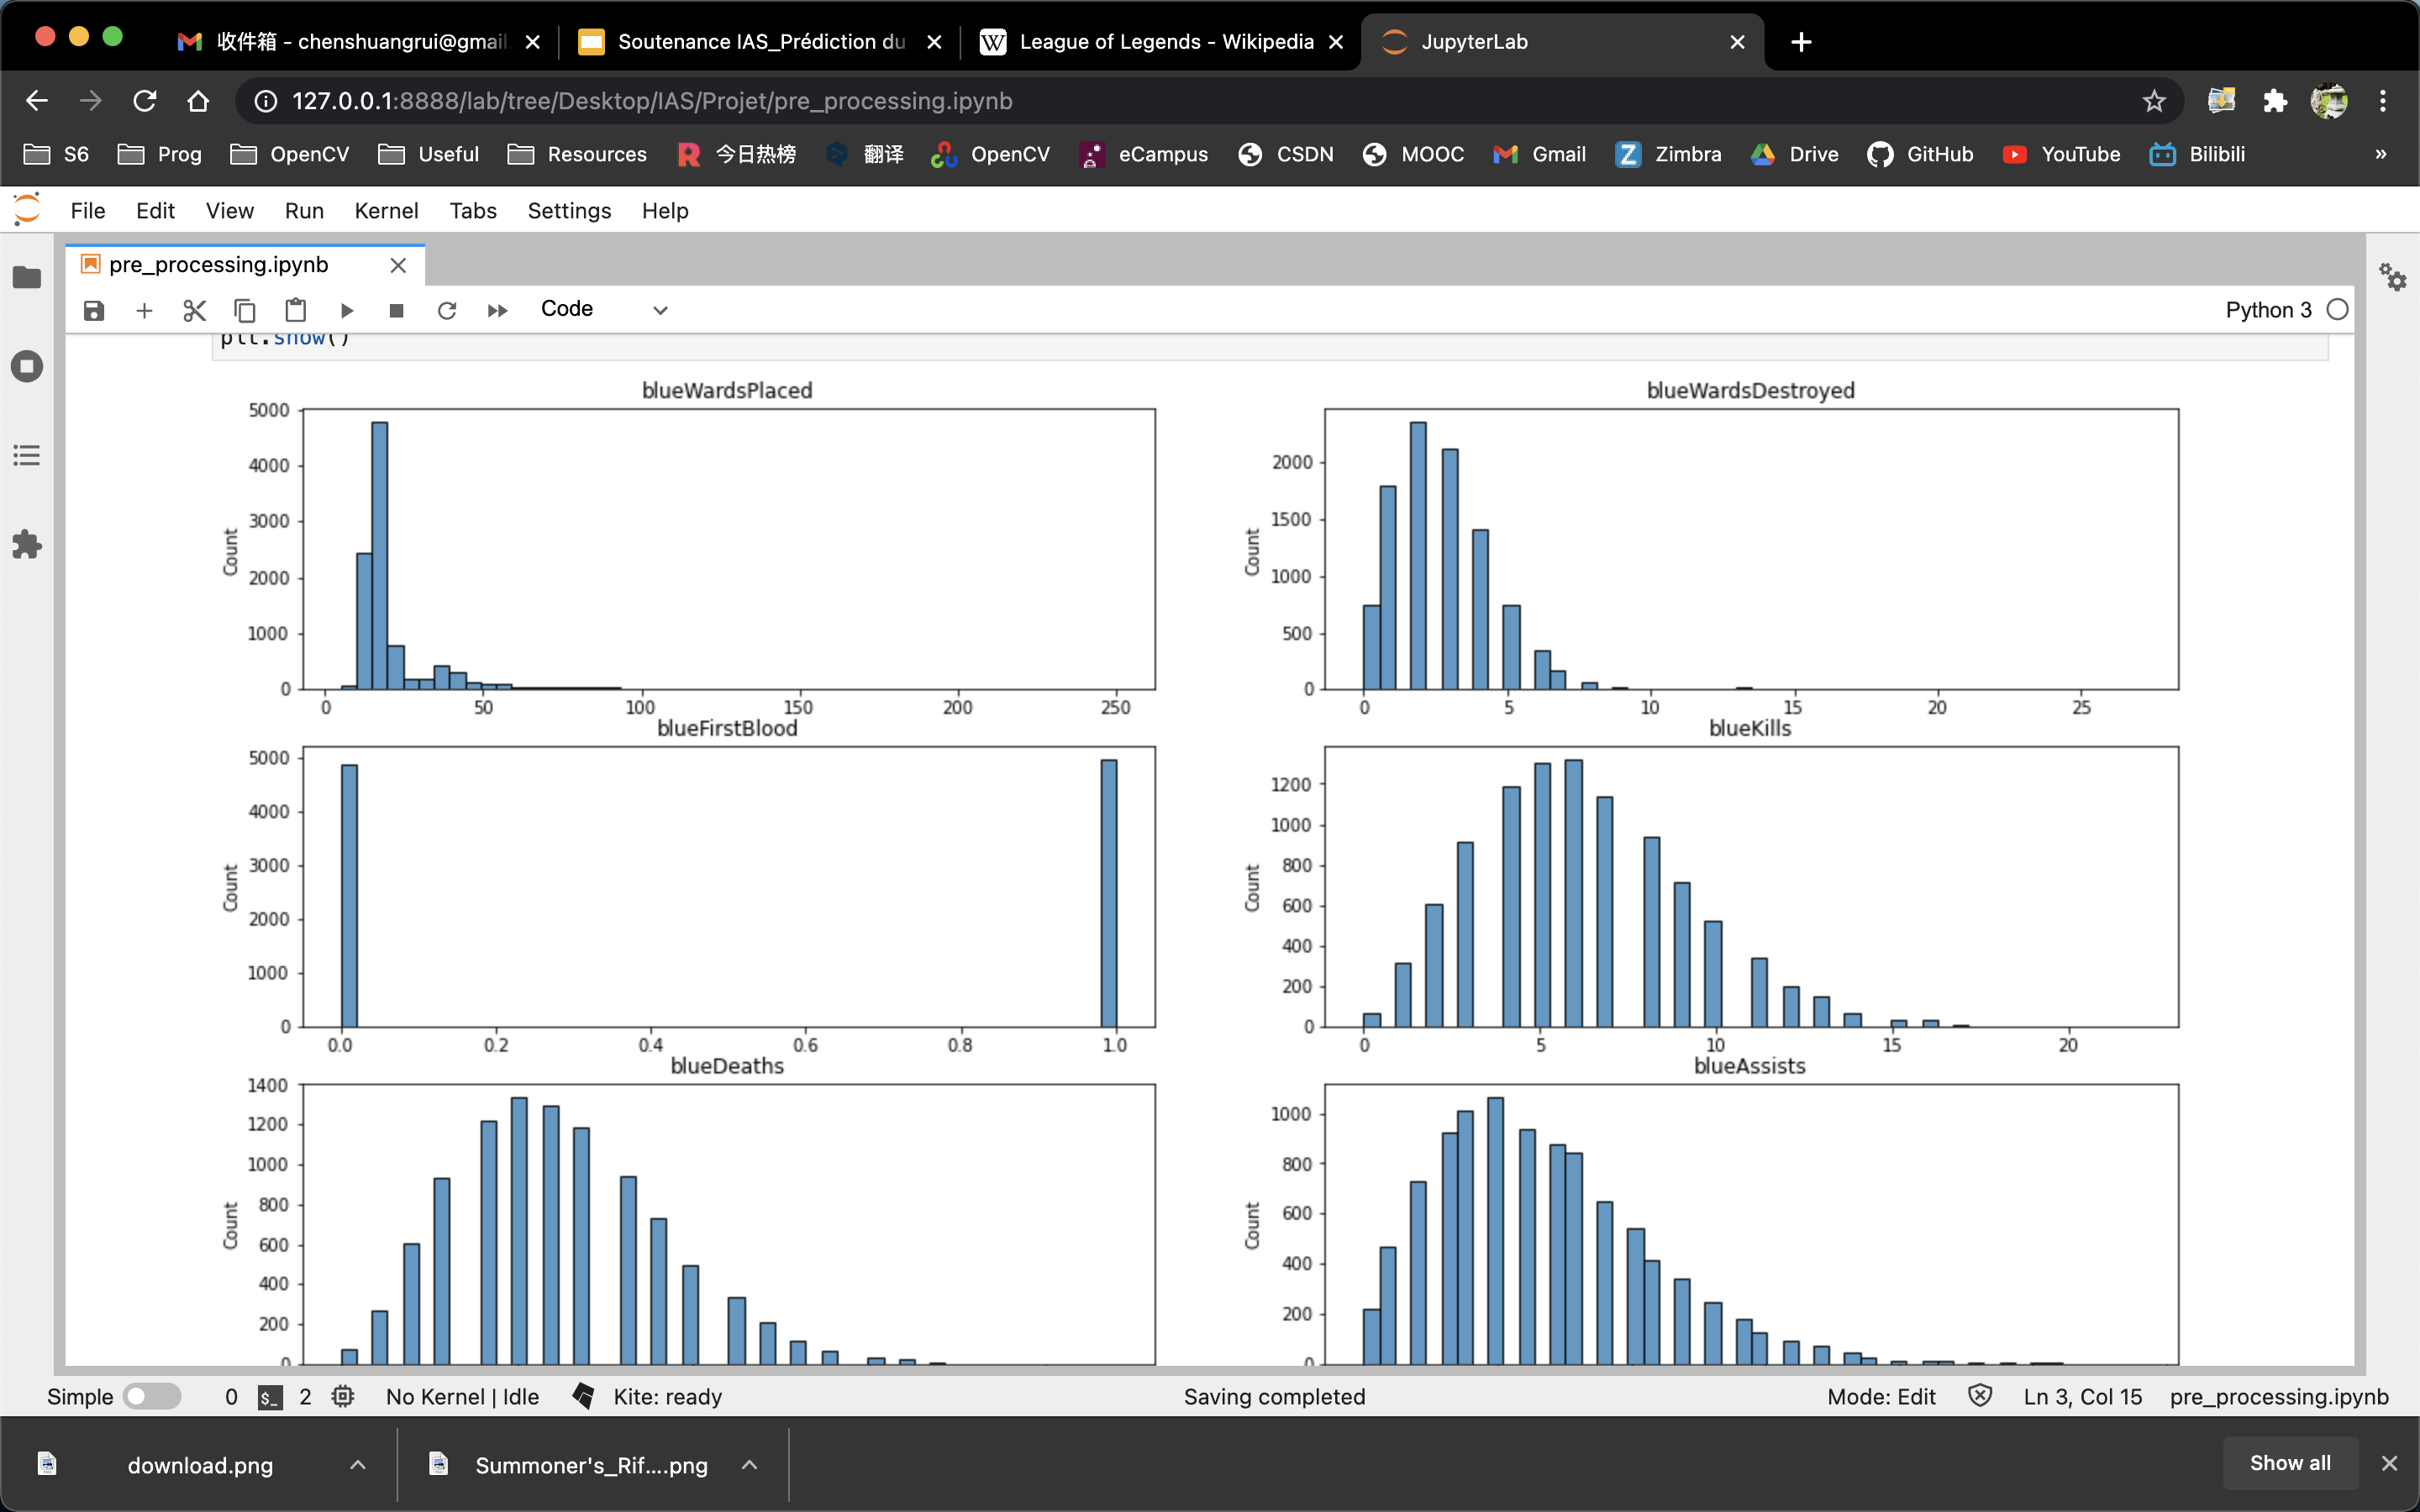 收件箱 - chenshuangrui@gmail.
Soutenance IAS_Prédiction du
League of Legends - Wikipedia
JupyterLab
127.0.0.1:8888/lab/tree/Desktop/IAS/Projet/pre_processing.ipynb
S6 Prog OpenCV Useful Resources 今日热榜 翻译 OpenCV eCampus CSDN MOOC Gmail Zimbra Drive GitHub YouTube Bilibili »
File Edit View Run Kernel Tabs Settings Help
pre_processing.ipynb
Code
Python 3
plt.show()
blueWardsPlaced
5000
4000
3000
2000
1000
0
Count
0 50 100 150 200 250
blueWardsDestroyed
2000
1500
1000
500
0
Count
0 5 10 15 20 25
blueFirstBlood
5000
4000
3000
2000
1000
0
Count
0.0 0.2 0.4 0.6 0.8 1.0
blueKills
1200
1000
800
600
400
200
0
Count
0 5 10 15 20
blueDeaths
1400
1200
1000
800
600
400
200
0
Count
blueAssists
1000
800
600
400
200
0
Count
Simple 0 $_ 2 No Kernel | Idle Kite: ready Saving completed Mode: Edit Ln 3, Col 15 pre_processing.ipynb
download.png
Summoner's_Rif....png
Show all